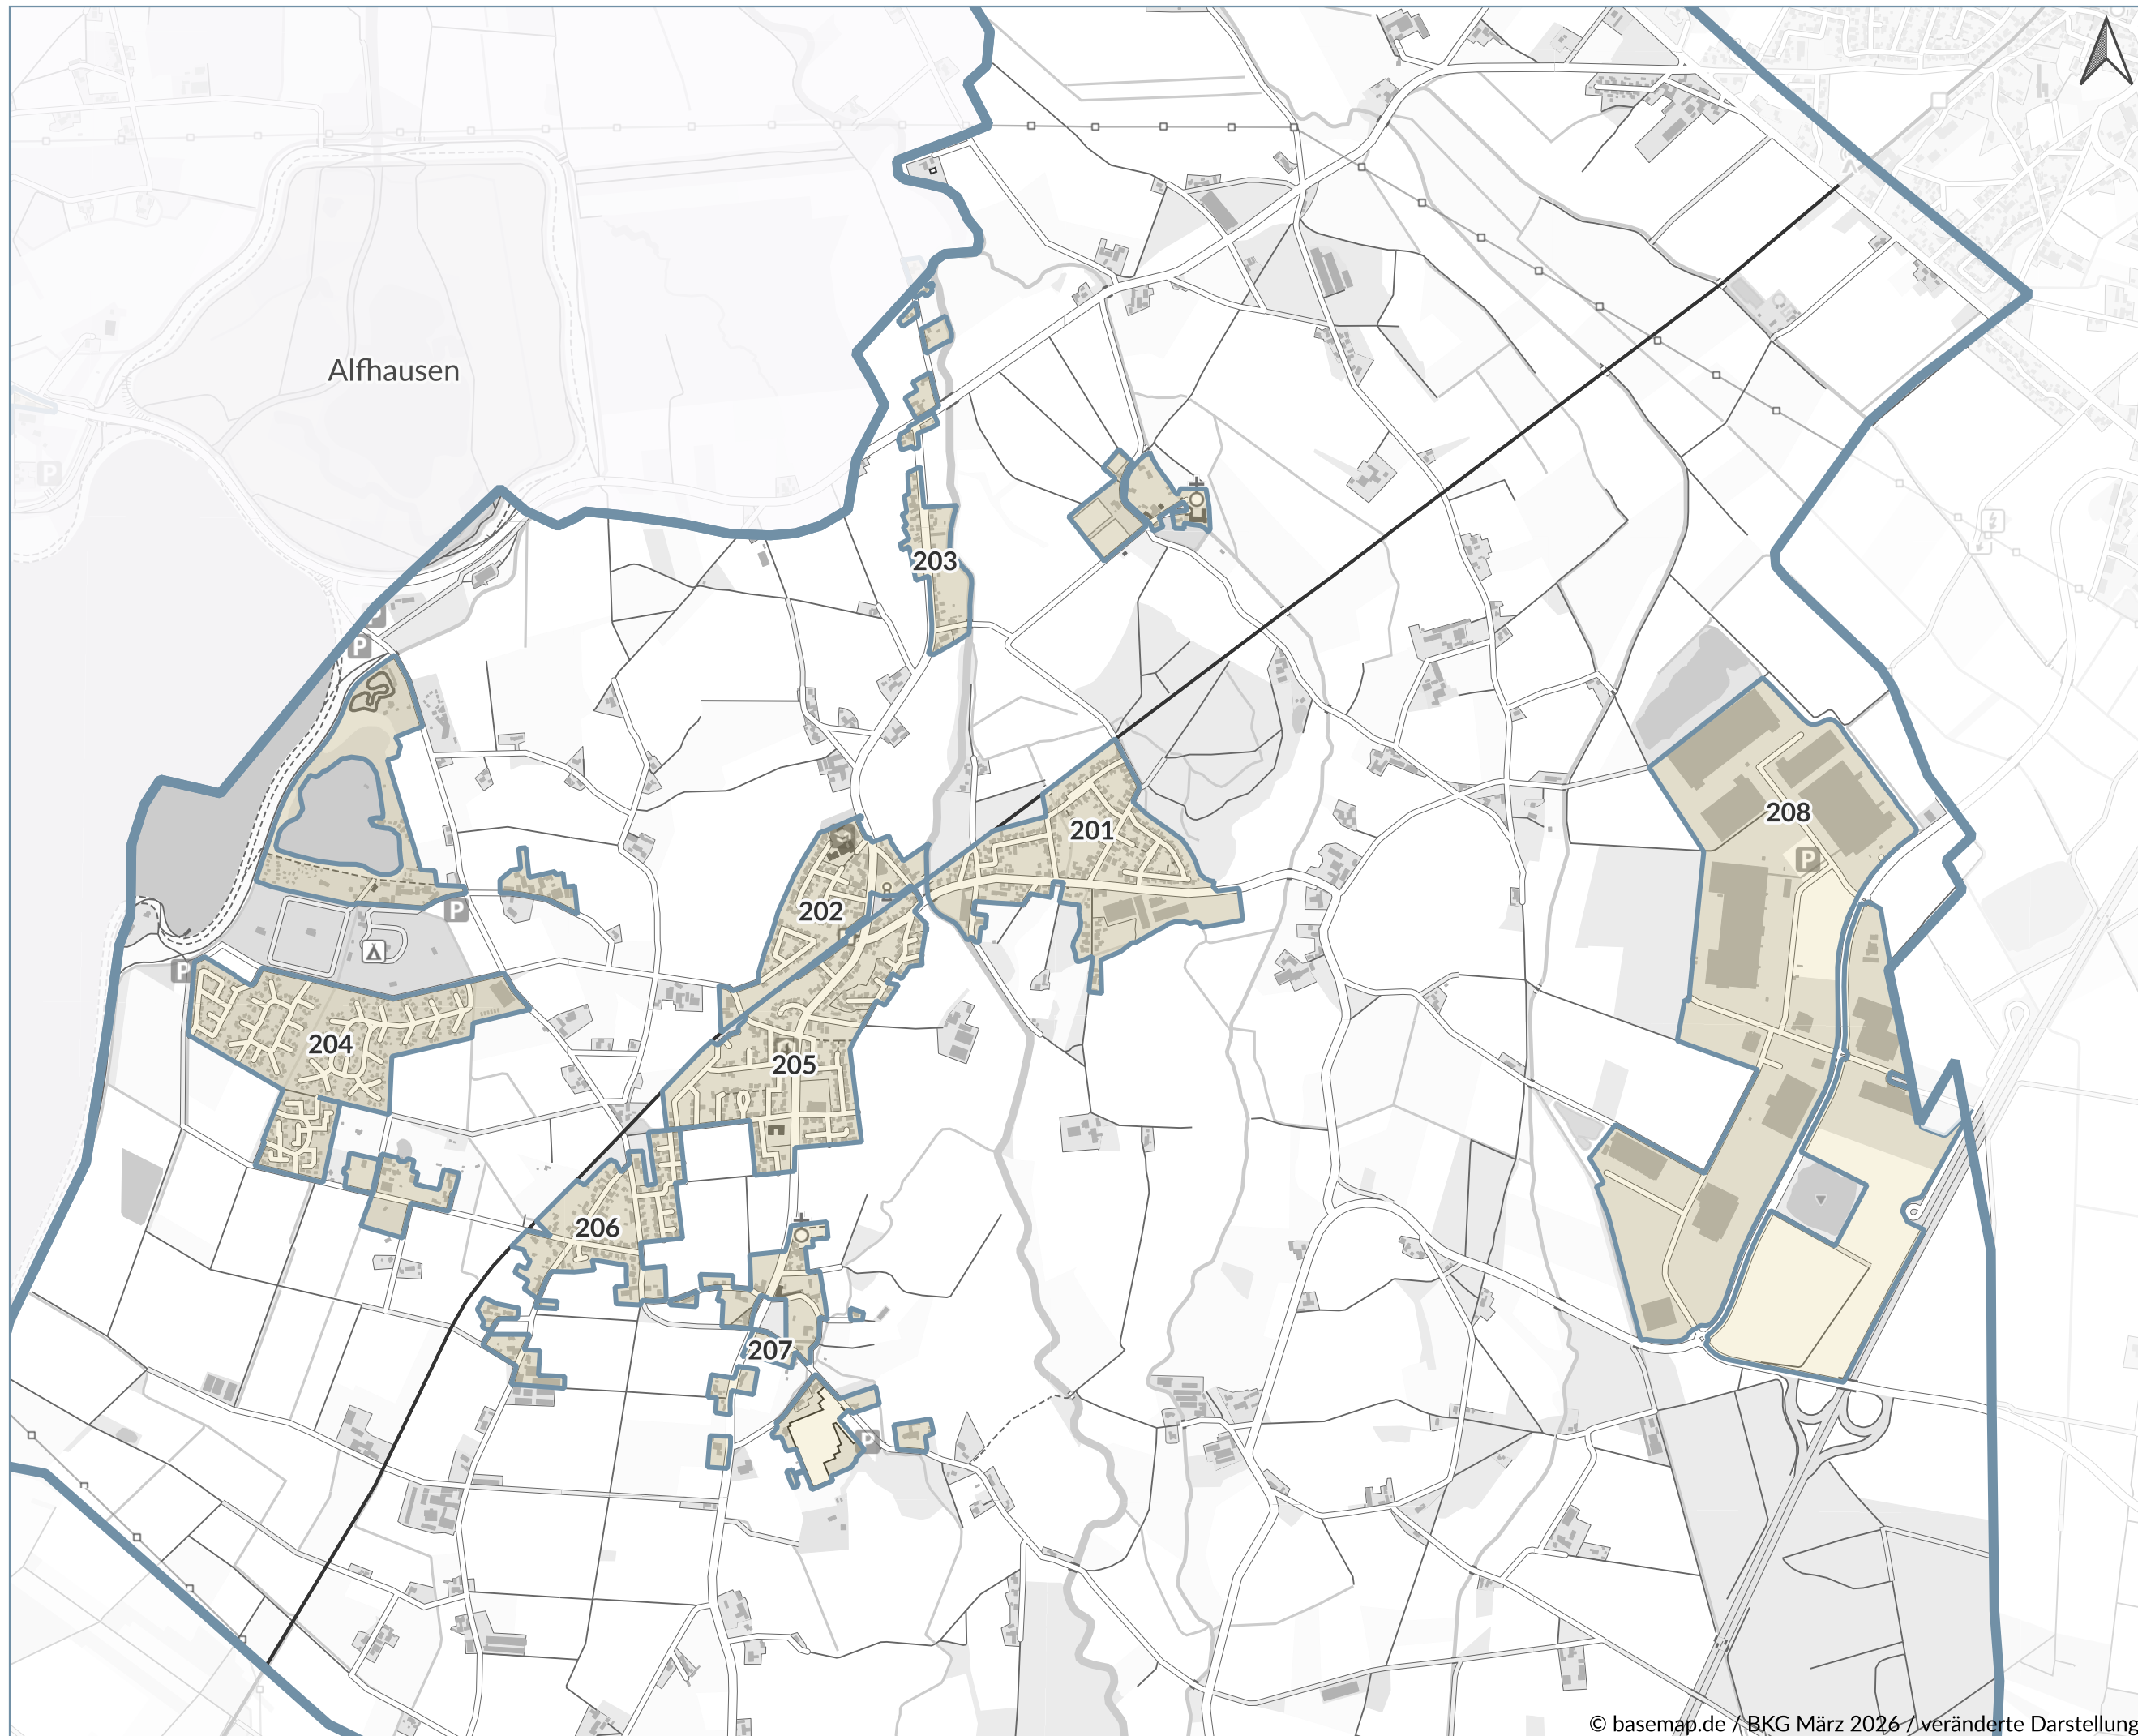 Alfhausen
203
208
201
202
204
205
206
207
P
P
P
P
P
P
P
© basemap.de / BKG März 2026 / veränderte Darstellung